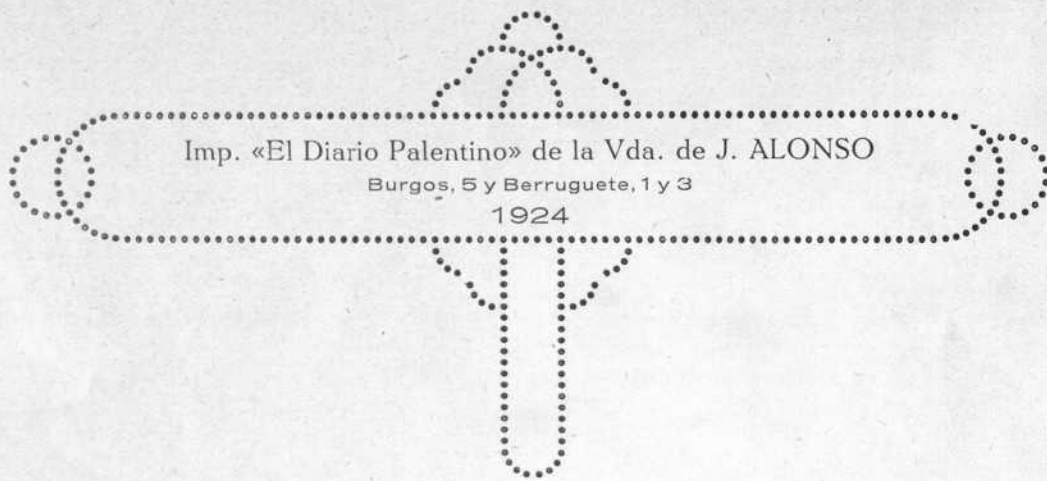 Imp. «El Diario Palentino» de la Vda. de J. ALONSO
Burgos, 5 y Berruguete, 1 y 3
1924